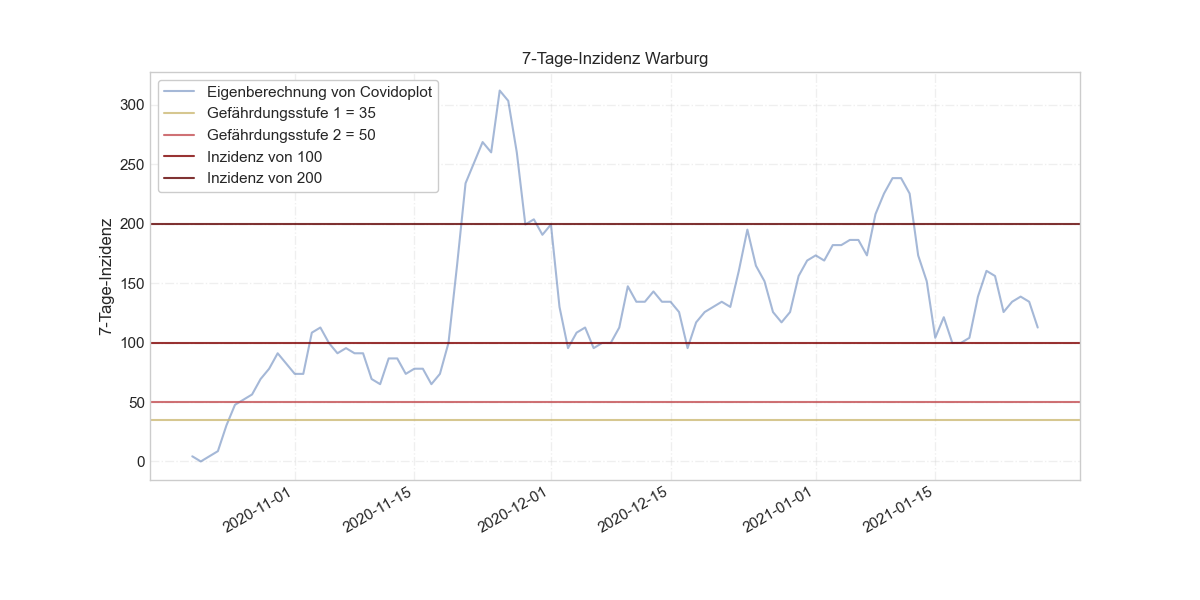 7-Tage-Inzidenz Warburg
Eigenberechnung von Covidoplot
Gefährdungsstufe 1 = 35
Gefährdungsstufe 2 = 50
Inzidenz von 100
Inzidenz von 200
7-Tage-Inzidenz
300
250
200
150
100
50
0
2020-11-01
2020-11-15
2020-12-01
2020-12-15
2021-01-01
2021-01-15